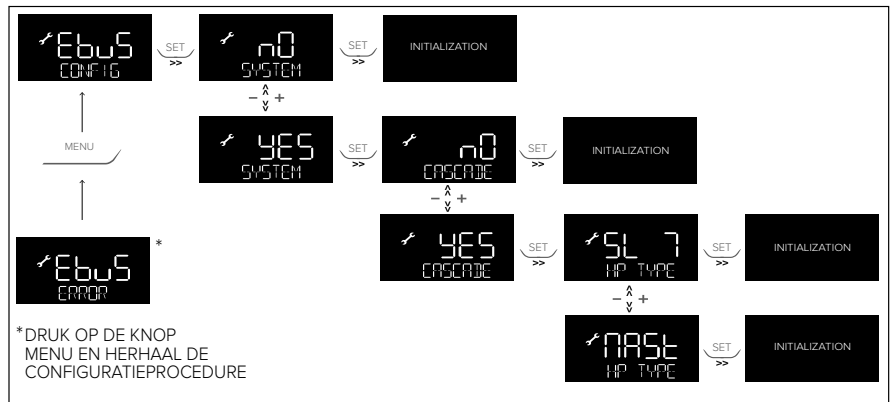 EbuS
CONFIG
SET
>>
nO
SYSTEM
SET
>>
INITIALIZATION
- +
MENU
YES
SYSTEM
SET
>>
nO
CASCADE
SET
>>
INITIALIZATION
- +
EbuS
ERROR
*
YES
CASCADE
SET
>>
SL 7
HP TYPE
SET
>>
INITIALIZATION
- +
*DRUK OP DE KNOP
MENU EN HERHAAL DE
CONFIGURATIEPROCEDURE
MASt
HP TYPE
SET
>>
INITIALIZATION